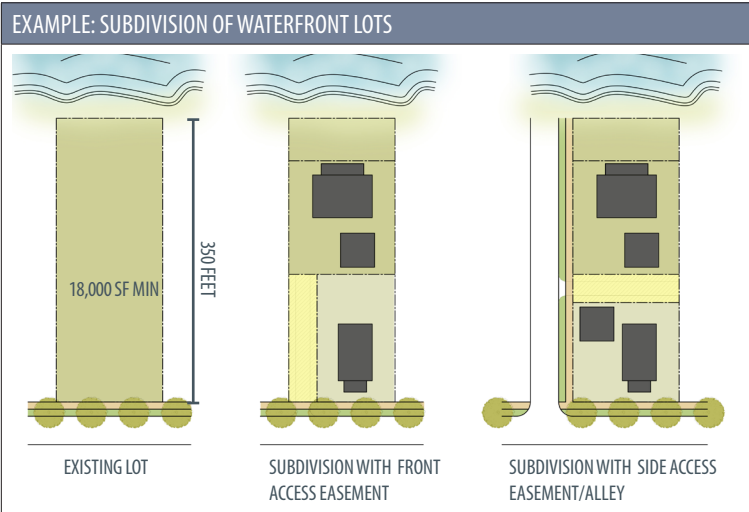 EXAMPLE: SUBDIVISION OF WATERFRONT LOTS
18,000 SF MIN
350 FEET
EXISTING LOT
SUBDIVISION WITH FRONT
ACCESS EASEMENT
SUBDIVISION WITH SIDE ACCESS
EASEMENT/ALLEY